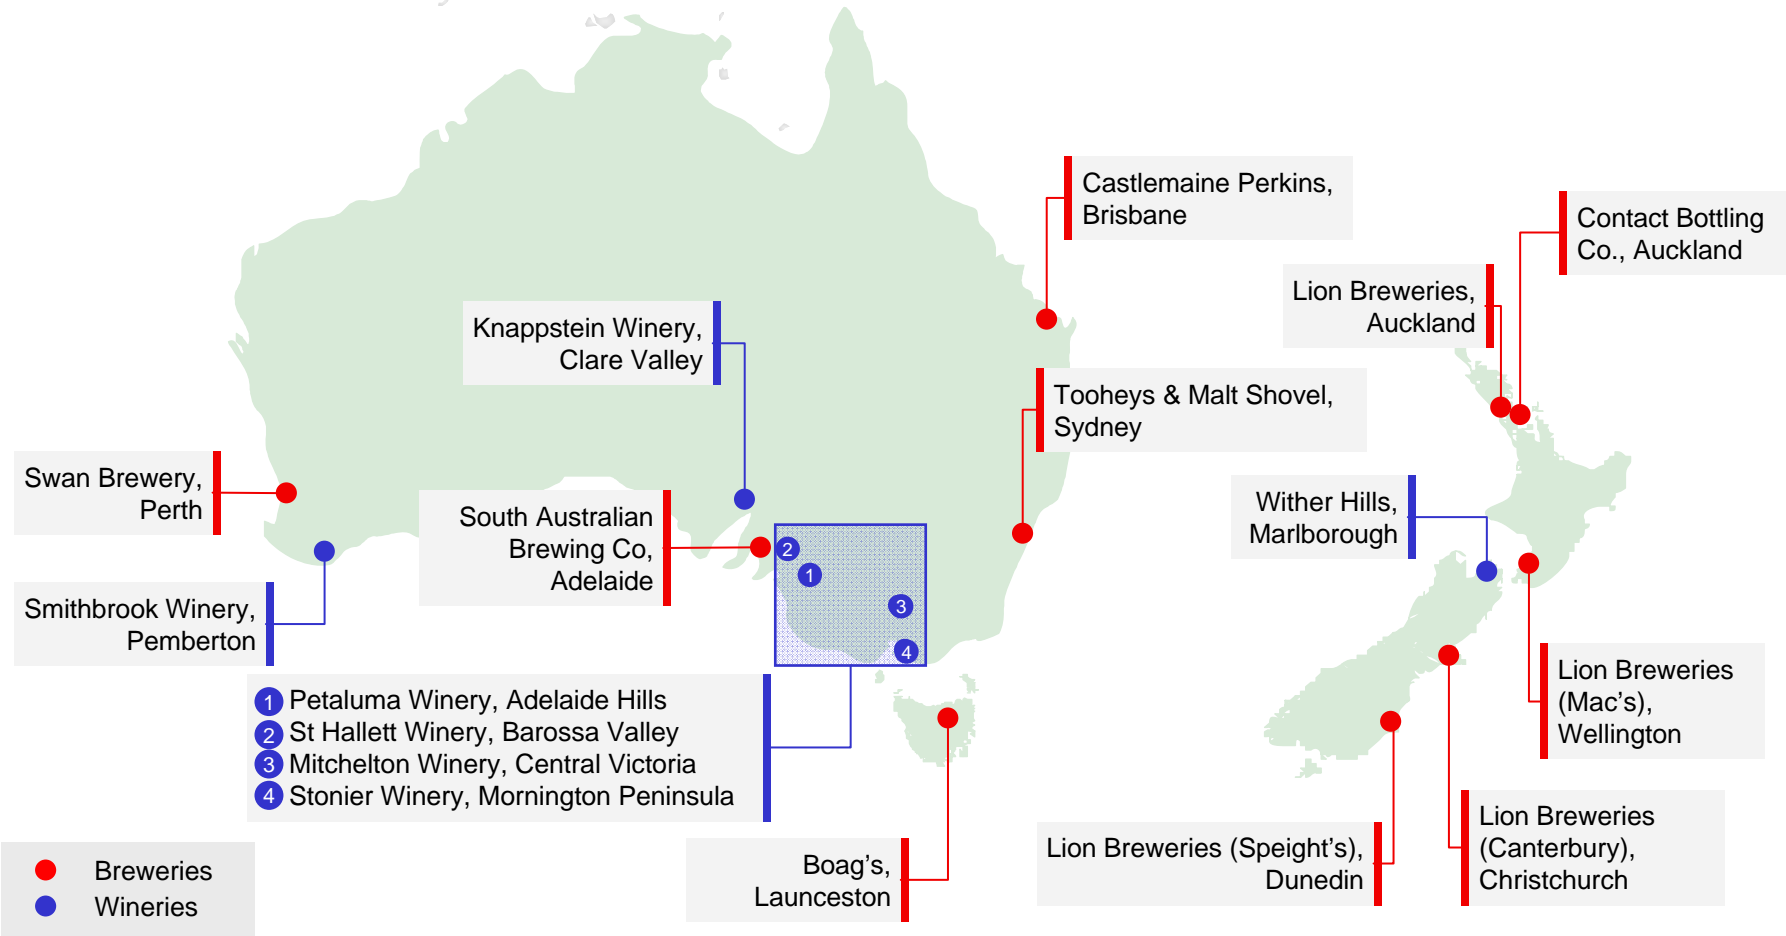 Castlemaine Perkins,
Brisbane
Contact Bottling
Co., Auckland
Lion Breweries,
Auckland
Knappstein Winery,
Clare Valley
Tooheys & Malt Shovel,
Sydney
Swan Brewery,
Perth
South Australian
Brewing Co,
Adelaide
Wither Hills,
Marlborough
2
1
3
4
Smithbrook Winery,
Pemberton
1 Petaluma Winery, Adelaide Hills
2 St Hallett Winery, Barossa Valley
3 Mitchelton Winery, Central Victoria
4 Stonier Winery, Mornington Peninsula
Lion Breweries
(Mac's),
Wellington
Boag's,
Launceston
Lion Breweries (Speight's),
Dunedin
Lion Breweries
(Canterbury),
Christchurch
Breweries
Wineries